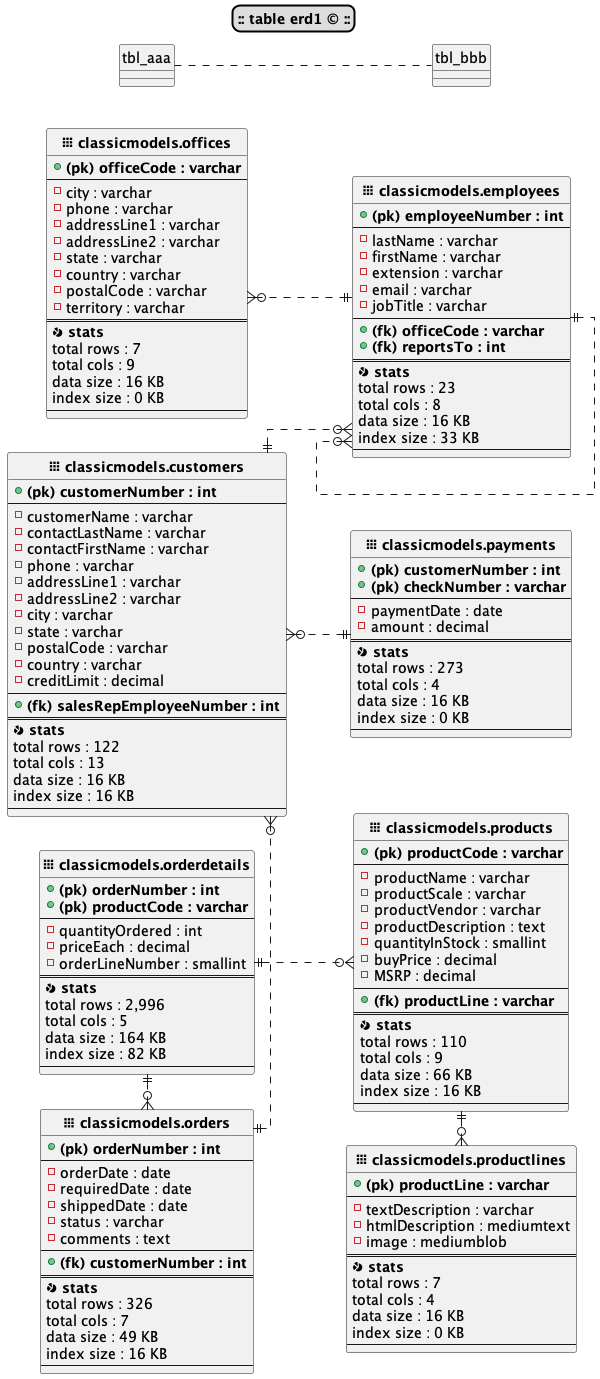 :: table erd1 © ::
tbl_aaa
tbl_bbb
classicmodels.offices
(pk) officeCode : varchar
city : varchar
phone : varchar
addressLine1 : varchar
addressLine2 : varchar
state : varchar
country : varchar
postalCode : varchar
territory : varchar
stats
total rows : 7
total cols : 9
data size : 16 KB
index size : 0 KB
classicmodels.employees
(pk) employeeNumber : int
lastName : varchar
firstName : varchar
extension : varchar
email : varchar
jobTitle : varchar
(fk) officeCode : varchar
(fk) reportsTo : int
stats
total rows : 23
total cols : 8
data size : 16 KB
index size : 33 KB
classicmodels.customers
(pk) customerNumber : int
customerName : varchar
contactLastName : varchar
contactFirstName : varchar
phone : varchar
addressLine1 : varchar
addressLine2 : varchar
city : varchar
state : varchar
postalCode : varchar
country : varchar
creditLimit : decimal
(fk) salesRepEmployeeNumber : int
stats
total rows : 122
total cols : 13
data size : 16 KB
index size : 16 KB
classicmodels.payments
(pk) customerNumber : int
(pk) checkNumber : varchar
paymentDate : date
amount : decimal
stats
total rows : 273
total cols : 4
data size : 16 KB
index size : 0 KB
classicmodels.orderdetails
(pk) orderNumber : int
(pk) productCode : varchar
quantityOrdered : int
priceEach : decimal
orderLineNumber : smallint
stats
total rows : 2,996
total cols : 5
data size : 164 KB
index size : 82 KB
classicmodels.products
(pk) productCode : varchar
productName : varchar
productScale : varchar
productVendor : varchar
productDescription : text
quantityInStock : smallint
buyPrice : decimal
MSRP : decimal
(fk) productLine : varchar
stats
total rows : 110
total cols : 9
data size : 66 KB
index size : 16 KB
classicmodels.orders
(pk) orderNumber : int
orderDate : date
requiredDate : date
shippedDate : date
status : varchar
comments : text
(fk) customerNumber : int
stats
total rows : 326
total cols : 7
data size : 49 KB
index size : 16 KB
classicmodels.productlines
(pk) productLine : varchar
textDescription : varchar
htmlDescription : mediumtext
image : mediumblob
stats
total rows : 7
total cols : 4
data size : 16 KB
index size : 0 KB